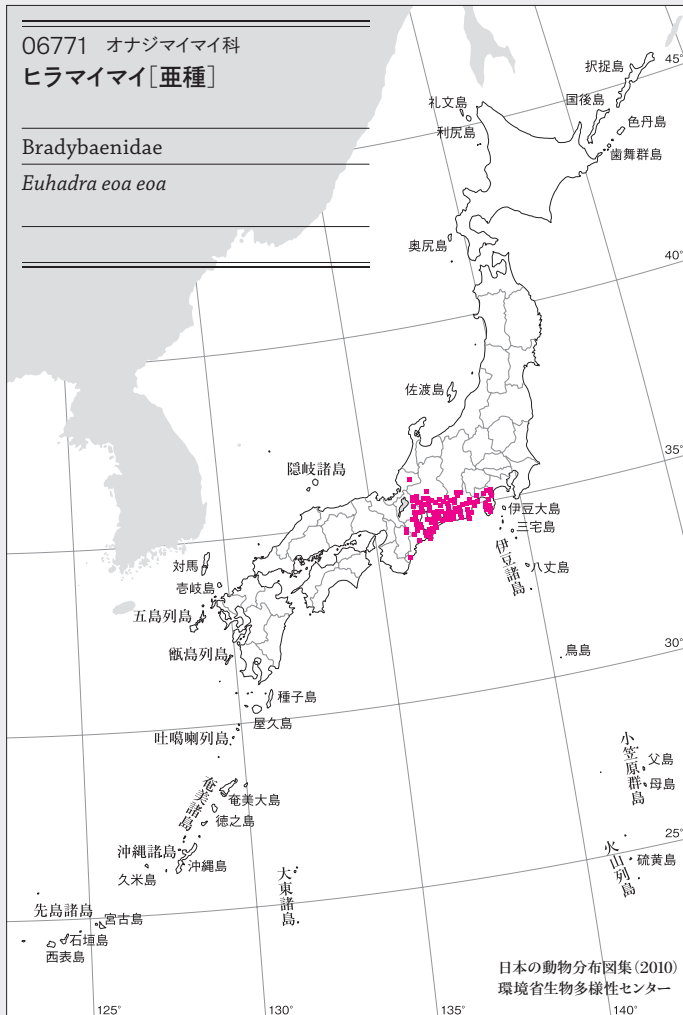 06771 オナジマイマイ科
ヒラマイマイ[亜種]
Bradybaenidae
Euhadra eoa eoa
択捉島
国後島
色丹島
歯舞群島
礼文島
利尻島
奥尻島
佐渡島
隠岐諸島
伊豆大島
三宅島
伊豆諸島
八丈島
対馬
壱岐島
五島列島
甑島列島
種子島
屋久島
吐噶喇列島
奄美諸島
奄美大島
徳之島
沖縄諸島
沖縄島
久米島
先島諸島
宮古島
石垣島
西表島
大東諸島
鳥島
小笠原群島
父島
母島
火山列島
硫黄島
45°
40°
35°
30°
25°
125°
130°
135°
140°
日本の動物分布図集(2010)
環境省生物多様性センター